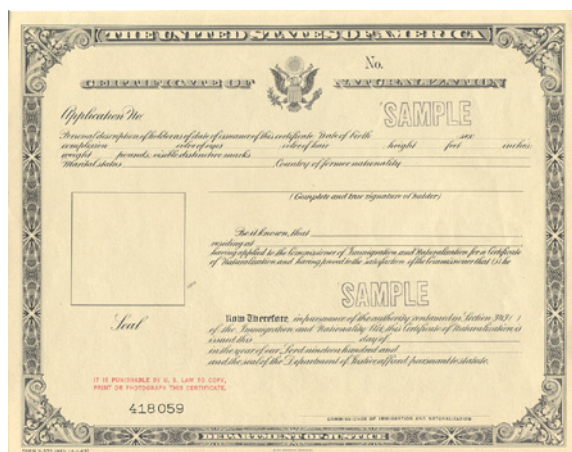 THE UNITED STATES OF AMERICA
No.
CERTIFICATE OF NATURALIZATION
Application No.
SAMPLE
Personal description of holder as of date of issuance of this certificate: Date of birth sex
complexion color of eyes color of hair height feet inches
weight pounds, visible distinctive marks
Marital status Country of former nationality
(Complete and true signature of holder)
Be it known, that
residing at
having applied to the Commissioner of Immigration and Naturalization for a Certificate
of Naturalization and having proved to the satisfaction of the Commissioner that (s)he
SAMPLE
Seal
Now Therefore, in pursuance of the authority contained in Section
of the Immigration and Nationality Act, this Certificate of Naturalization is
issued this day of
in the year of our Lord nineteen hundred and
and the seal of the Department of Justice affixed pursuant to statute.
IT IS PUNISHABLE BY U. S. LAW TO COPY,
PRINT OR PHOTOGRAPH THIS CERTIFICATE.
418059
COMMISSIONER OF IMMIGRATION AND NATURALIZATION
DEPARTMENT OF JUSTICE